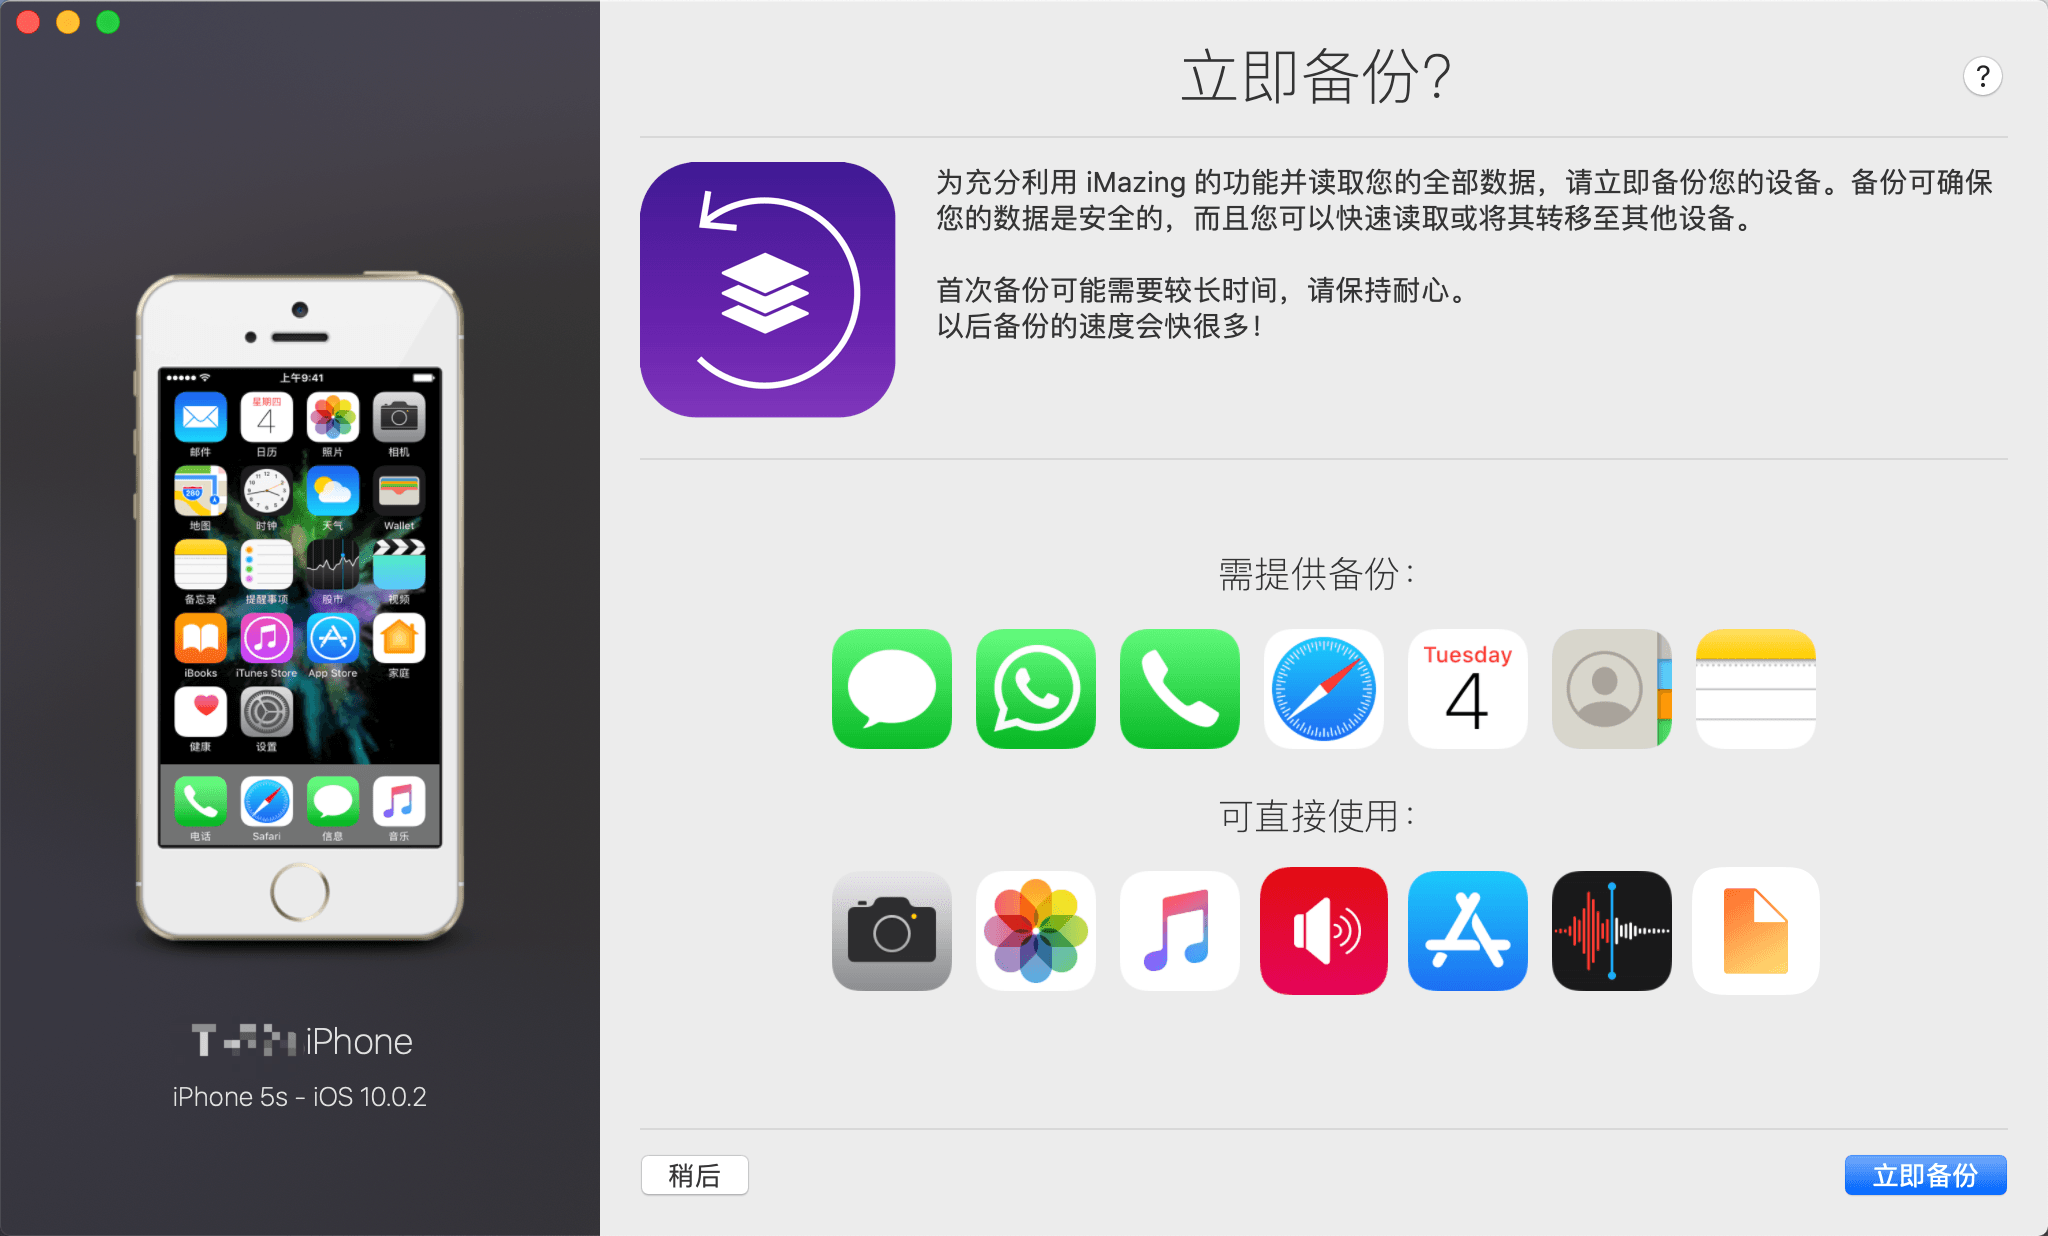 上午9:41
星期四
4
邮件 日历 照片 相机
280
地图 时钟 天气 Wallet
备忘录 提醒事项 股市 视频
iBooks iTunes Store App Store 家庭
健康 设置
电话 Safari 信息 音乐
iPhone
iPhone 5s - iOS 10.0.2
立即备份?
?
为充分利用 iMazing 的功能并读取您的全部数据，请立即备份您的设备。备份可确保
您的数据是安全的，而且您可以快速读取或将其转移至其他设备。
首次备份可能需要较长时间，请保持耐心。
以后备份的速度会快很多！
需提供备份：
Tuesday
4
可直接使用：
稍后
立即备份